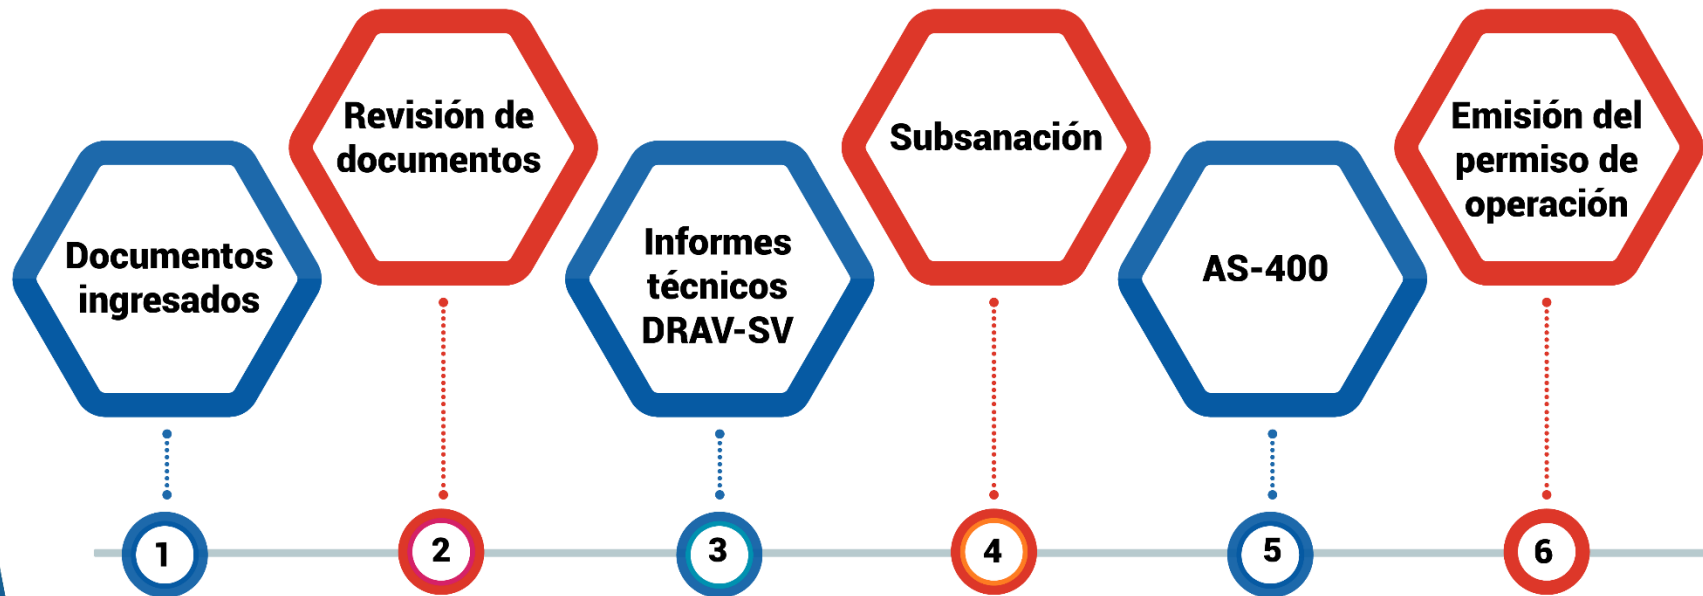 Documentos
ingresados
Revisión de
documentos
Informes
técnicos
DRAV-SV
Subsanación
AS-400
Emisión del
permiso de
operación
1
2
3
4
5
6